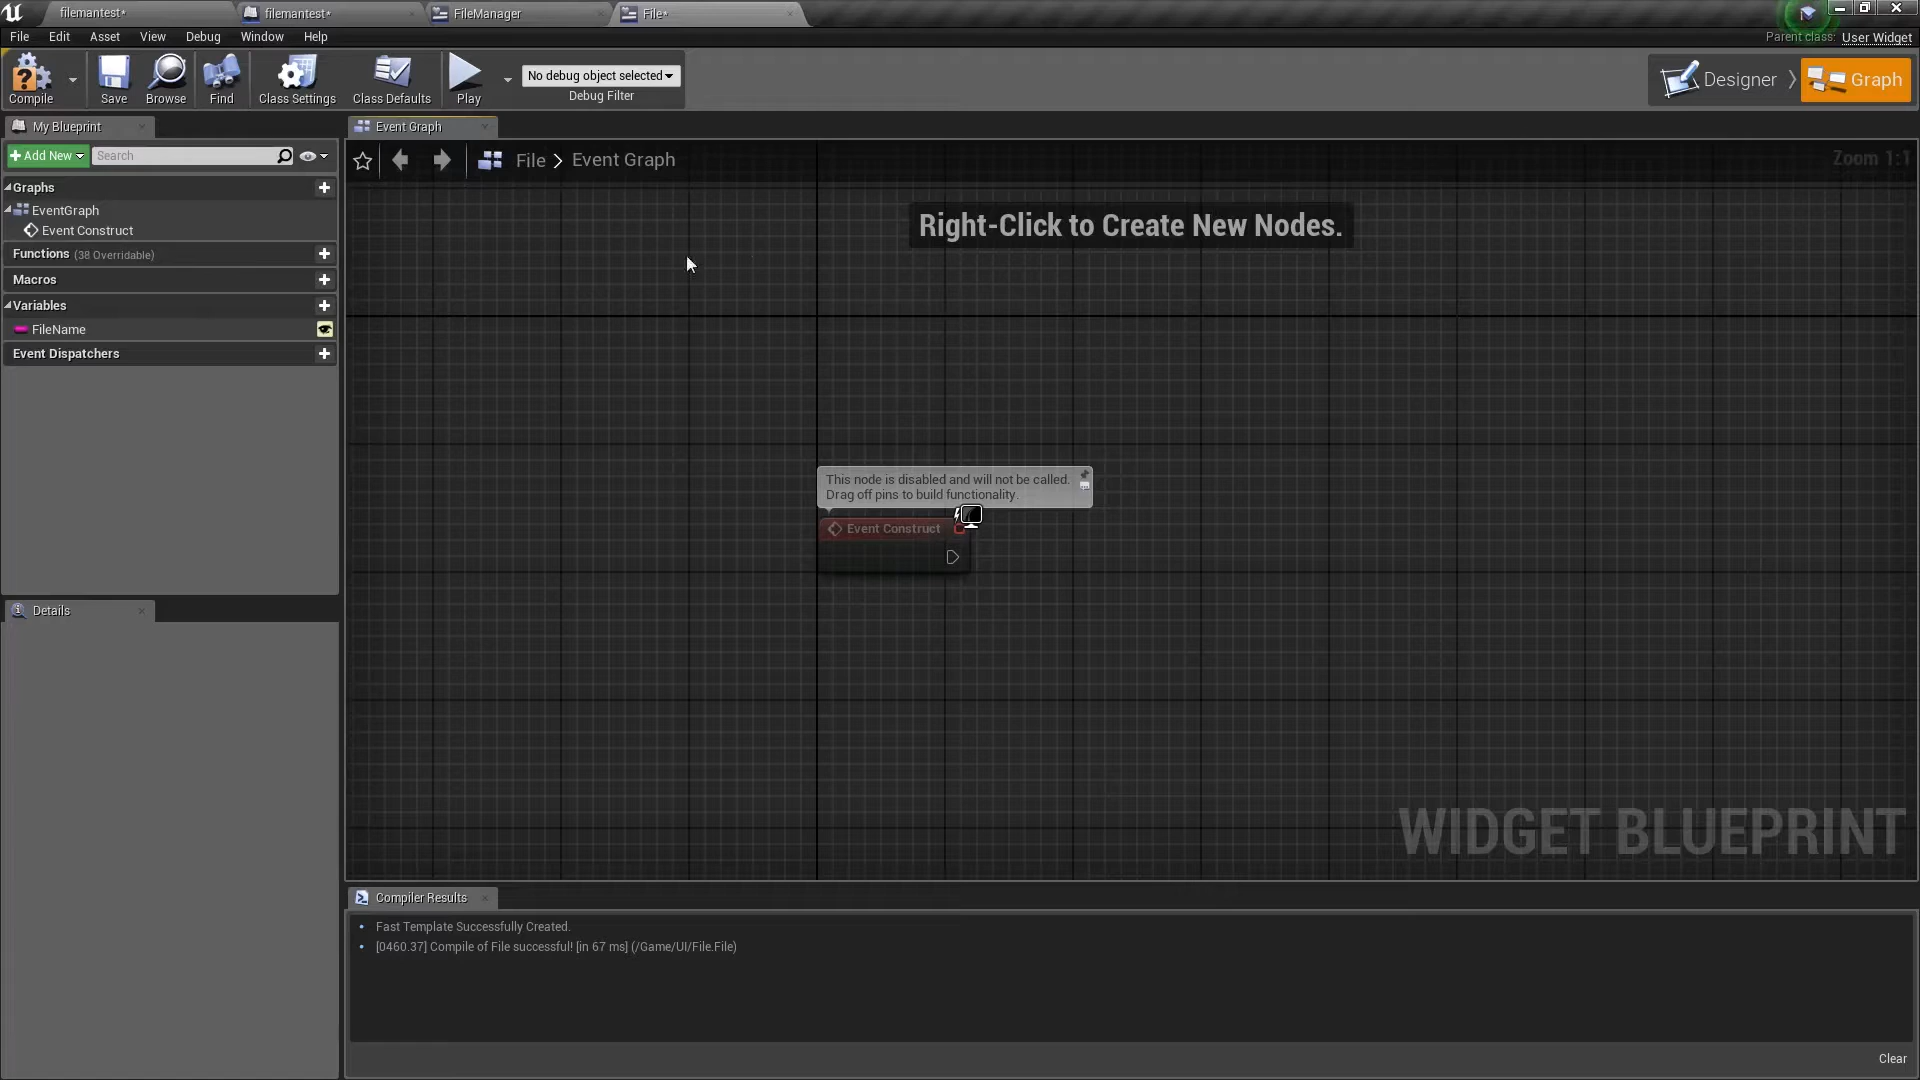 filemantest*
filemantest*
FileManager
File*
File Edit Asset View Debug Window Help
Parent class: User Widget
Compile
Save
Browse
Find
Class Settings
Class Defaults
Play
No debug object selected
Debug Filter
Designer
Graph
My Blueprint
Event Graph
Add New
Search
File > Event Graph
Zoom 1:1
Graphs
EventGraph
Event Construct
Functions (38 Overridable)
Macros
Variables
FileName
Event Dispatchers
Right-Click to Create New Nodes.
This node is disabled and will not be called.
Drag off pins to build functionality.
Event Construct
Details
WIDGET BLUEPRINT
Compiler Results
Fast Template Successfully Created.
[0460.37] Compile of File successful! [in 67 ms] (/Game/UI/File.File)
Clear